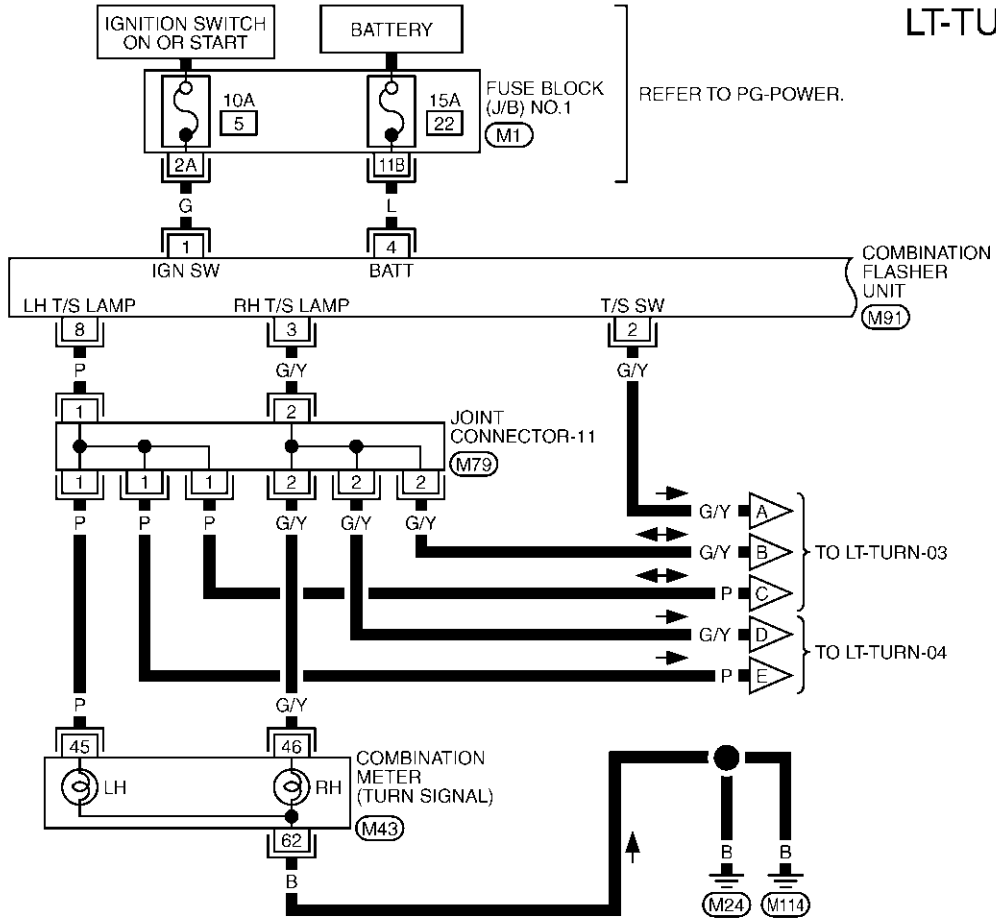 LT-TU
IGNITION SWITCH
ON OR START
BATTERY
10A
5
15A
22
FUSE BLOCK
(J/B) NO.1
M1
REFER TO PG-POWER.
2A
11B
G
L
1
4
IGN SW
BATT
COMBINATION
FLASHER
UNIT
M91
LH T/S LAMP
RH T/S LAMP
T/S SW
8
3
2
P
G/Y
G/Y
1
2
JOINT
CONNECTOR-11
M79
1
1
1
2
2
2
P
P
P
G/Y
G/Y
G/Y
G/Y
A
G/Y
B
TO LT-TURN-03
P
C
G/Y
D
TO LT-TURN-04
P
E
P
G/Y
45
46
COMBINATION
METER
(TURN SIGNAL)
M43
LH
RH
62
B
B
B
M24
M114